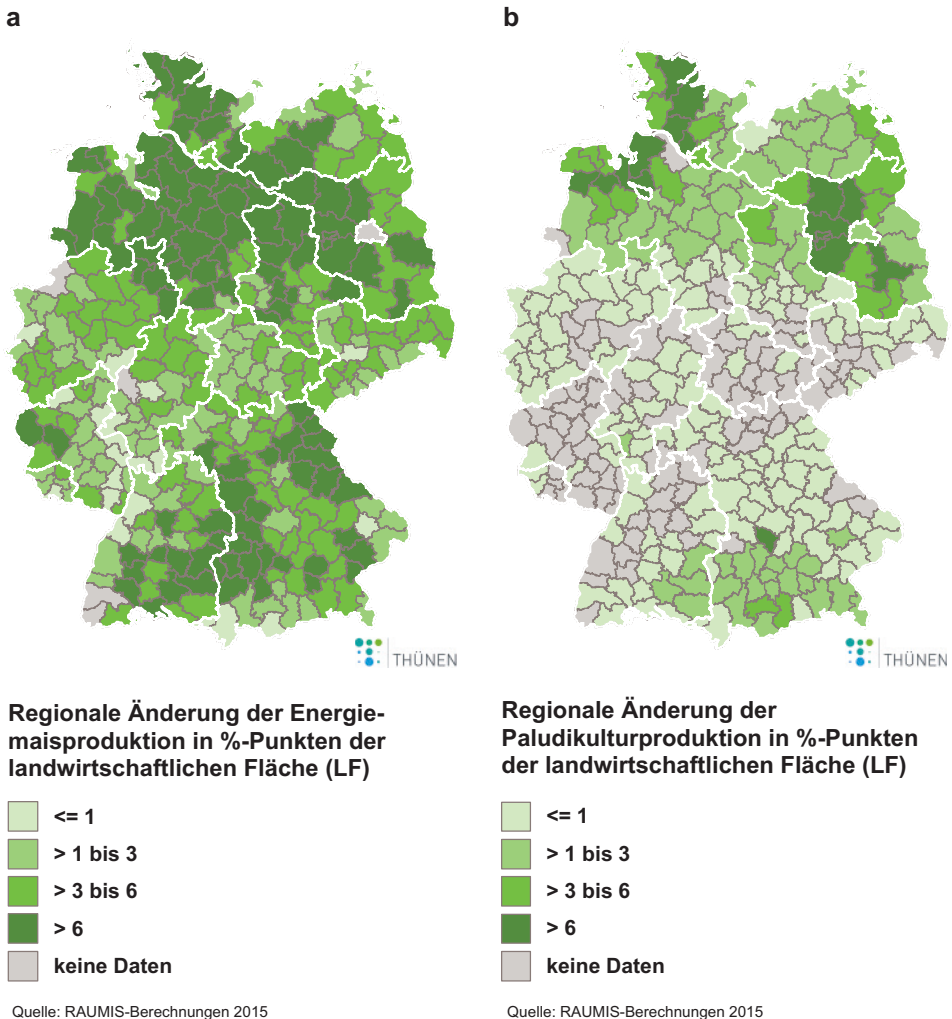 a
THÜNEN
Regionale Änderung der Energie-
maisproduktion in %-Punkten der
landwirtschaftlichen Fläche (LF)
<= 1
> 1 bis 3
> 3 bis 6
> 6
keine Daten
Quelle: RAUMIS-Berechnungen 2015
b
THÜNEN
Regionale Änderung der
Paludikulturproduktion in %-Punkten
der landwirtschaftlichen Fläche (LF)
<= 1
> 1 bis 3
> 3 bis 6
> 6
keine Daten
Quelle: RAUMIS-Berechnungen 2015